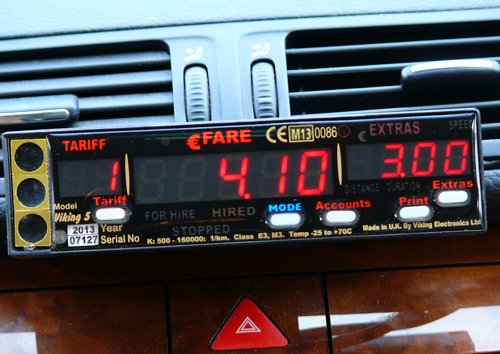 TARIFF €FARE CE M13 0086 € EXTRAS SPEED
1 4.10 3.00
DISTANCE DURATION
Model Tariff Extras
Viking 5 FOR HIRE HIRED MODE Accounts Print
2013 Year STOPPED
07127 Serial No K: 500 - 160000: 1/km. Class E3, M3. Temp -25 to +70C Made in U.K. By Viking Electronics Ltd